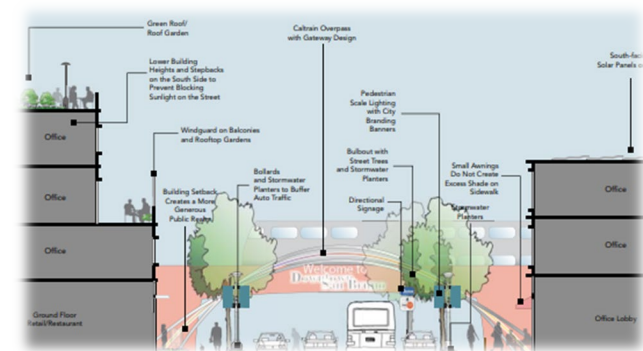 Green Roof/
Roof Garden
Caltrain Overpass
with Gateway Design
Lower Building
Heights and Stepbacks
on the South Side to
Prevent Blocking
Sunlight on the Street
South-faci
Solar Panels o
Pedestrian
Scale Lighting
with City
Branding
Banners
Windguard on Balconies
and Rooftop Gardens
Bulbout with
Street Trees
and Stormwater
Planters
Bollards
and Stormwater
Planters to Buffer
Auto Traffic
Small Awnings
Do Not Create
Excess Shade on
Sidewalk
Building Setback
Creates a More
Generous
Public Realm
Directional
Signage
Stormwater
Planters
Office
Office
Office
Ground Floor
Retail/Restaurant
Office
Office
Office Lobby
Welcome to
Downtown
San Bruno